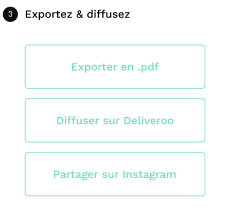 3 Exportez & diffusez
Exporter en .pdf
Diffuser sur Deliveroo
Partager sur Instagram